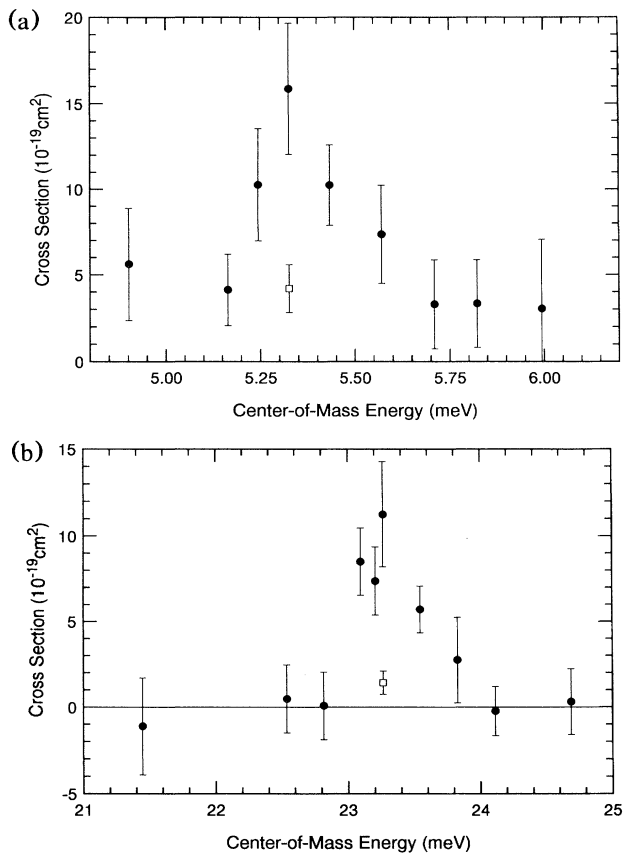 (a)
20
15
10
5
0
Cross Section (10⁻¹⁹cm²)
5.00 5.25 5.50 5.75 6.00
Center-of-Mass Energy (meV)
(b)
15
10
5
0
-5
Cross Section (10⁻¹⁹cm²)
21 22 23 24 25
Center-of-Mass Energy (meV)